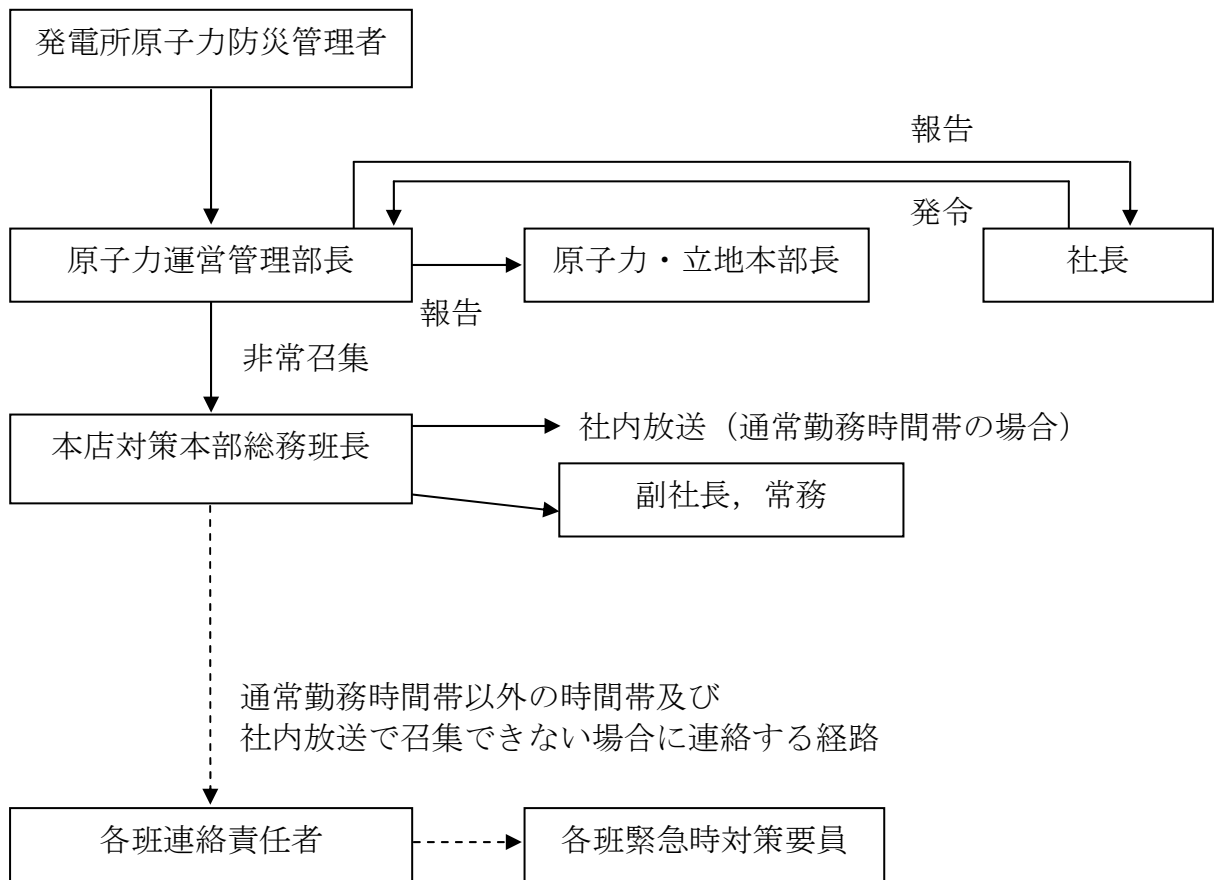 発電所原子力防災管理者
報告
発令
原子力運営管理部長
原子力・立地本部長
社長
報告
非常召集
本店対策本部総務班長
社内放送（通常勤務時間帯の場合）
副社長，常務
通常勤務時間帯以外の時間帯及び
社内放送で召集できない場合に連絡する経路
各班連絡責任者
各班緊急時対策要員